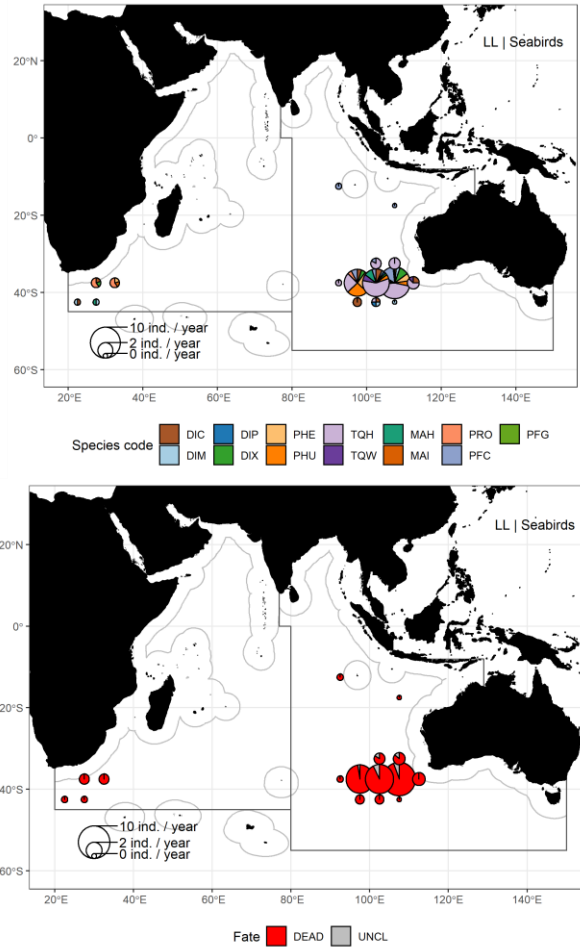 LL | Seabirds
20°N
0°
20°S
40°S
60°S
10 ind. / year
2 ind. / year
0 ind. / year
20°E 40°E 60°E 80°E 100°E 120°E 140°E
Species code DIC DIP PHE TQH MAH PRO PFG
DIM DIX PHU TQW MAI PFC
LL | Seabirds
20°N
0°
20°S
40°S
60°S
10 ind. / year
2 ind. / year
0 ind. / year
20°E 40°E 60°E 80°E 100°E 120°E 140°E
Fate DEAD UNCL